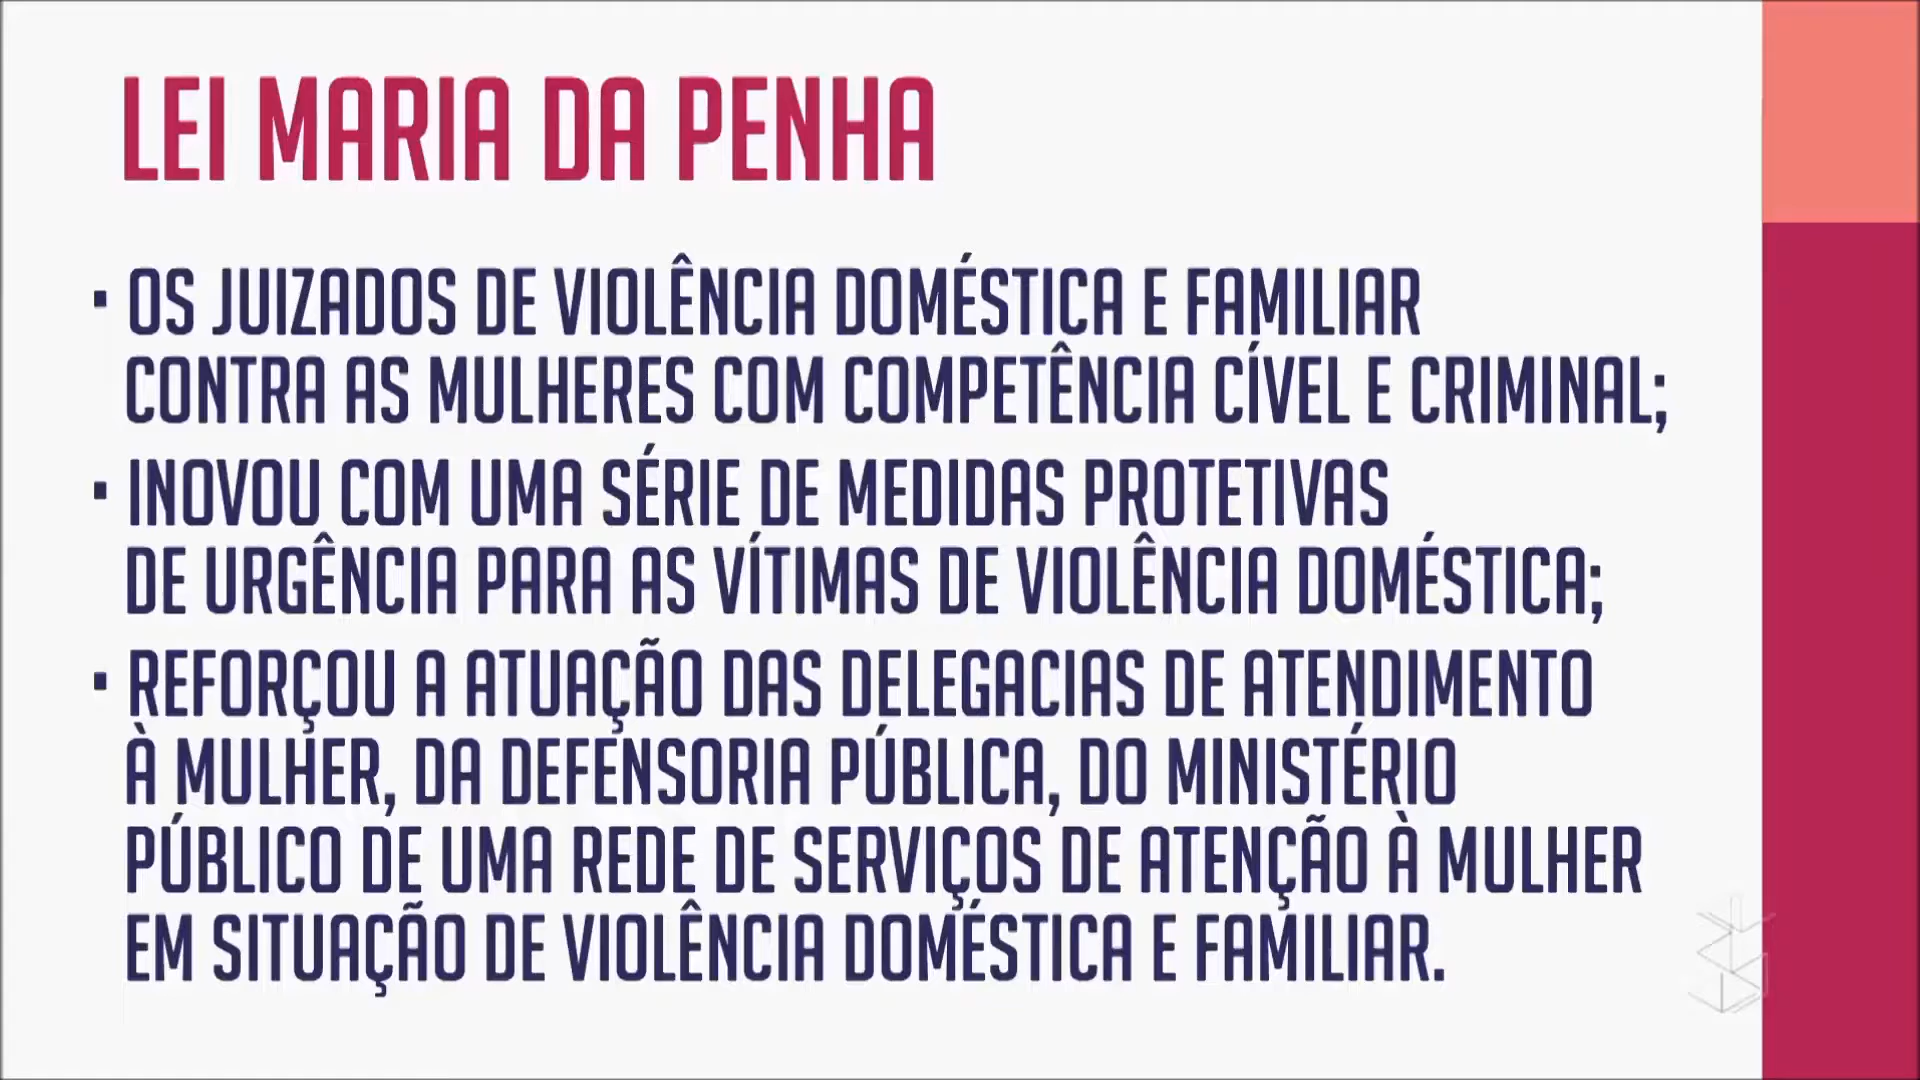 LEI MARIA DA PENHA
▪ OS JUIZADOS DE VIOLÊNCIA DOMÉSTICA E FAMILIAR
CONTRA AS MULHERES COM COMPETÊNCIA CÍVEL E CRIMINAL;
▪ INOVOU COM UMA SÉRIE DE MEDIDAS PROTETIVAS
DE URGÊNCIA PARA AS VÍTIMAS DE VIOLÊNCIA DOMÉSTICA;
▪ REFORÇOU A ATUAÇÃO DAS DELEGACIAS DE ATENDIMENTO
À MULHER, DA DEFENSORIA PÚBLICA, DO MINISTÉRIO
PÚBLICO DE UMA REDE DE SERVIÇOS DE ATENÇÃO À MULHER
EM SITUAÇÃO DE VIOLÊNCIA DOMÉSTICA E FAMILIAR.